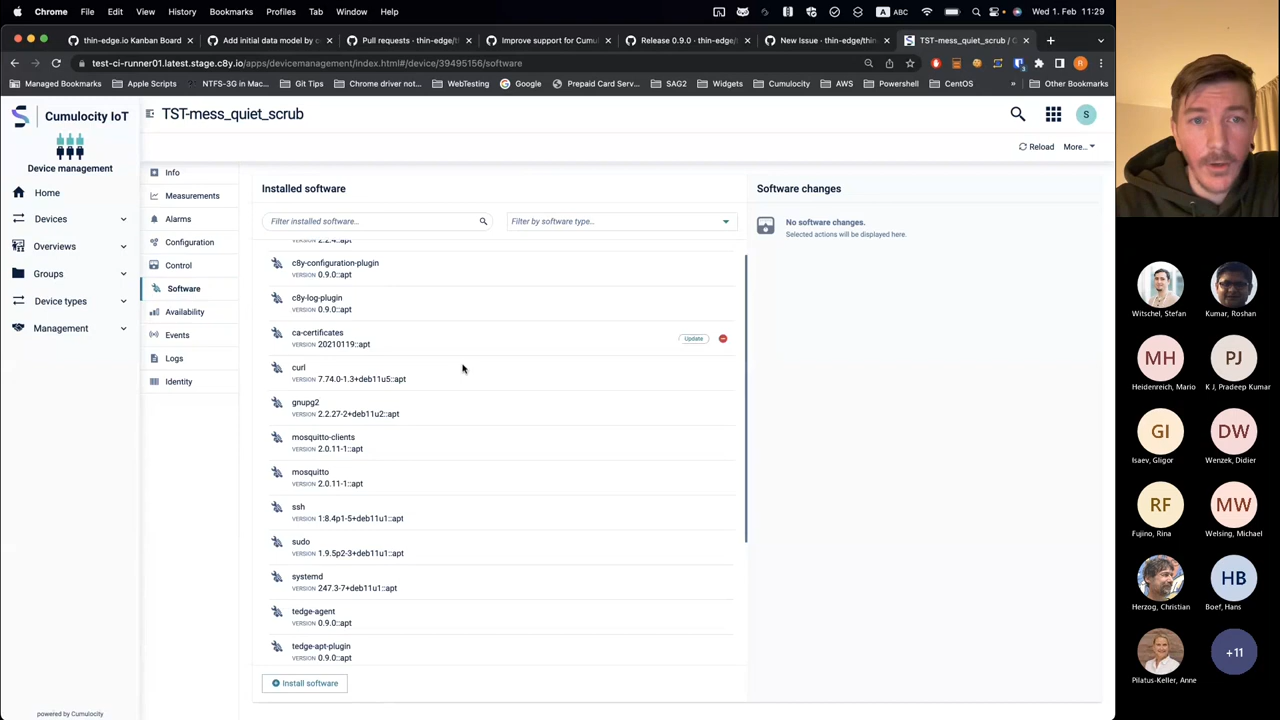 Chrome File Edit View History Bookmarks Profiles Tab Window Help A ABC Wed 1. Feb 11:29
thin-edge.io Kanban Board Add initial data model by c Pull requests · thin-edge/t Improve support for Cumul Release 0.9.0 · thin-edge/t New Issue · thin-edge/thin TST-mess_quiet_scrub / C
test-ci-runner01.latest.stage.c8y.io/apps/devicemanagement/index.html#/device/39495156/software
Managed Bookmarks Apple Scripts NTFS-3G in Mac... Git Tips Chrome driver not... Testing Google Prepaid Card Serv... SAG2 Widgets Cumulocity AWS Powershell CentOS Other Bookmarks
Cumulocity IoT
Device management
Home
Devices
Overviews
Groups
Device types
Management
powered by Cumulocity
TST-mess_quiet_scrub
S
Reload More...
Info
Measurements
Alarms
Configuration
Control
Software
Availability
Events
Logs
Identity
Installed software
Filter installed software...
Filter by software type...
VERSION 2.2.4::apt
c8y-configuration-plugin
VERSION 0.9.0::apt
c8y-log-plugin
VERSION 0.9.0::apt
ca-certificates
VERSION 20210119::apt
Update
curl
VERSION 7.74.0-1.3+deb11u5::apt
gnupg2
VERSION 2.2.27-2+deb11u2::apt
mosquitto-clients
VERSION 2.0.11-1::apt
mosquitto
VERSION 2.0.11-1::apt
ssh
VERSION 1:8.4p1-5+deb11u1::apt
sudo
VERSION 1.9.5p2-3+deb11u1::apt
systemd
VERSION 247.3-7+deb11u1::apt
tedge-agent
VERSION 0.9.0::apt
tedge-apt-plugin
VERSION 0.9.0::apt
Install software
Software changes
No software changes.
Selected actions will be displayed here.
Witschel, Stefan
Kumar, Roshan
MH
PJ
Heidenreich, Mario
K J, Pradeep Kumar
GI
DW
Isaev, Gligor
Wenzek, Didier
RF
MW
Fujino, Rina
Welsing, Michael
HB
Herzog, Christian
Boef, Hans
+11
Pilatus-Keller, Anne